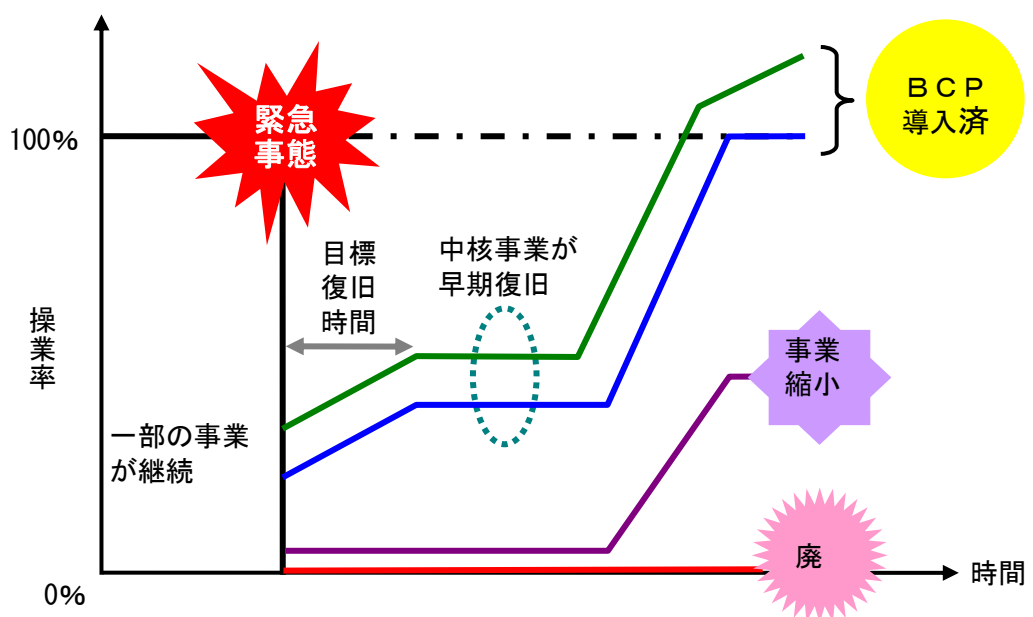 100%
緊急
事態
ＢＣＰ
導入済
目標
復旧
時間
中核事業が
早期復旧
操業率
事業
縮小
一部の事業
が継続
廃
0%
時間